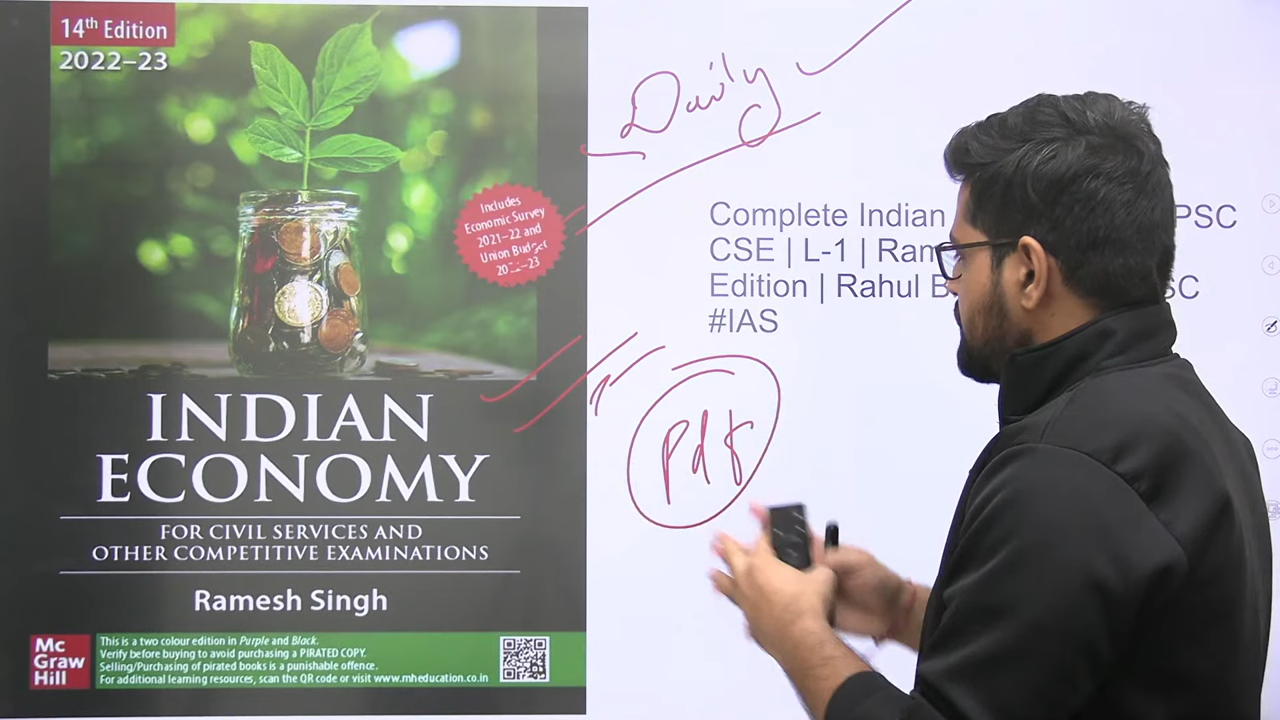 14th Edition
2022–23
Includes
Economic Survey
2021–22 and
Union Budget
INDIAN
ECONOMY
FOR CIVIL SERVICES AND
OTHER COMPETITIVE EXAMINATIONS
Ramesh Singh
Mc
Graw
Hill
This is a two colour edition in Purple and Black.
Verify before buying to avoid purchasing a PIRATED COPY.
Selling/Purchasing of pirated books is a punishable offence.
For additional learning resources, scan the QR code or visit www.mheducation.co.in
Daily
Complete Indian PSC
CSE | L-1 |
Edition | Rahul SC
#IAS
Pdf